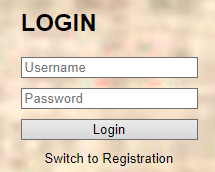 LOGIN
Username
Password
Login
Switch to Registration